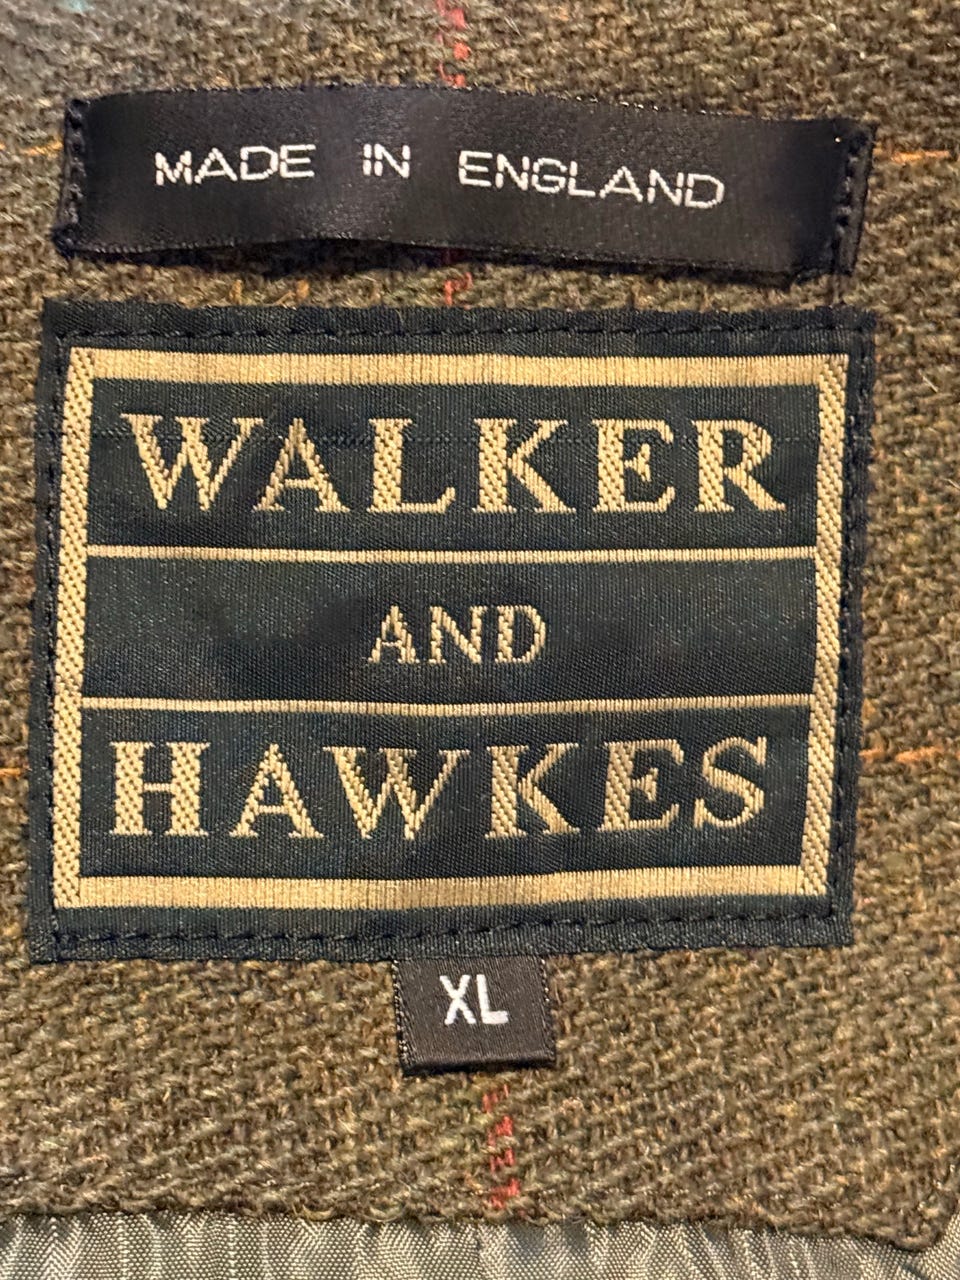 MADE IN ENGLAND
WALKER
AND
HAWKES
XL